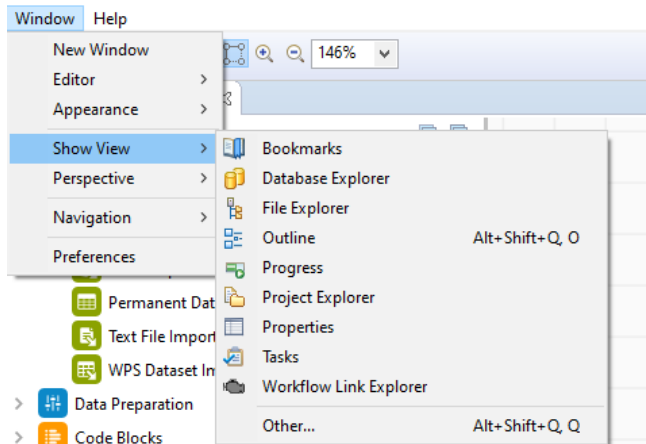 Window Help
New Window
146%
Editor
Appearance
Show View
Bookmarks
Perspective
Database Explorer
File Explorer
Navigation
Outline Alt+Shift+Q, O
Preferences
Progress
Project Explorer
Permanent Dat
Properties
Text File Import
Tasks
WPS Dataset Im
Workflow Link Explorer
Data Preparation
Other... Alt+Shift+Q, Q
Code Blocks